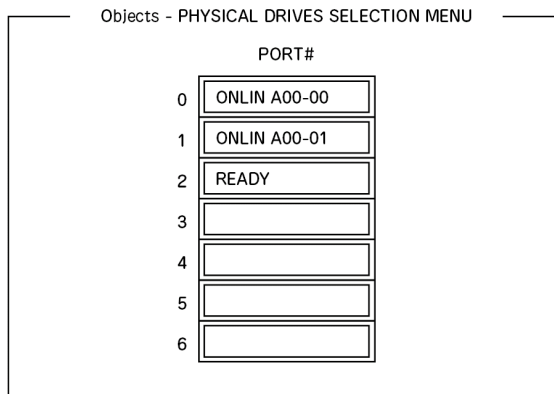 Objects - PHYSICAL DRIVES SELECTION MENU
PORT#
0 ONLIN A00-00
1 ONLIN A00-01
2 READY
3
4
5
6